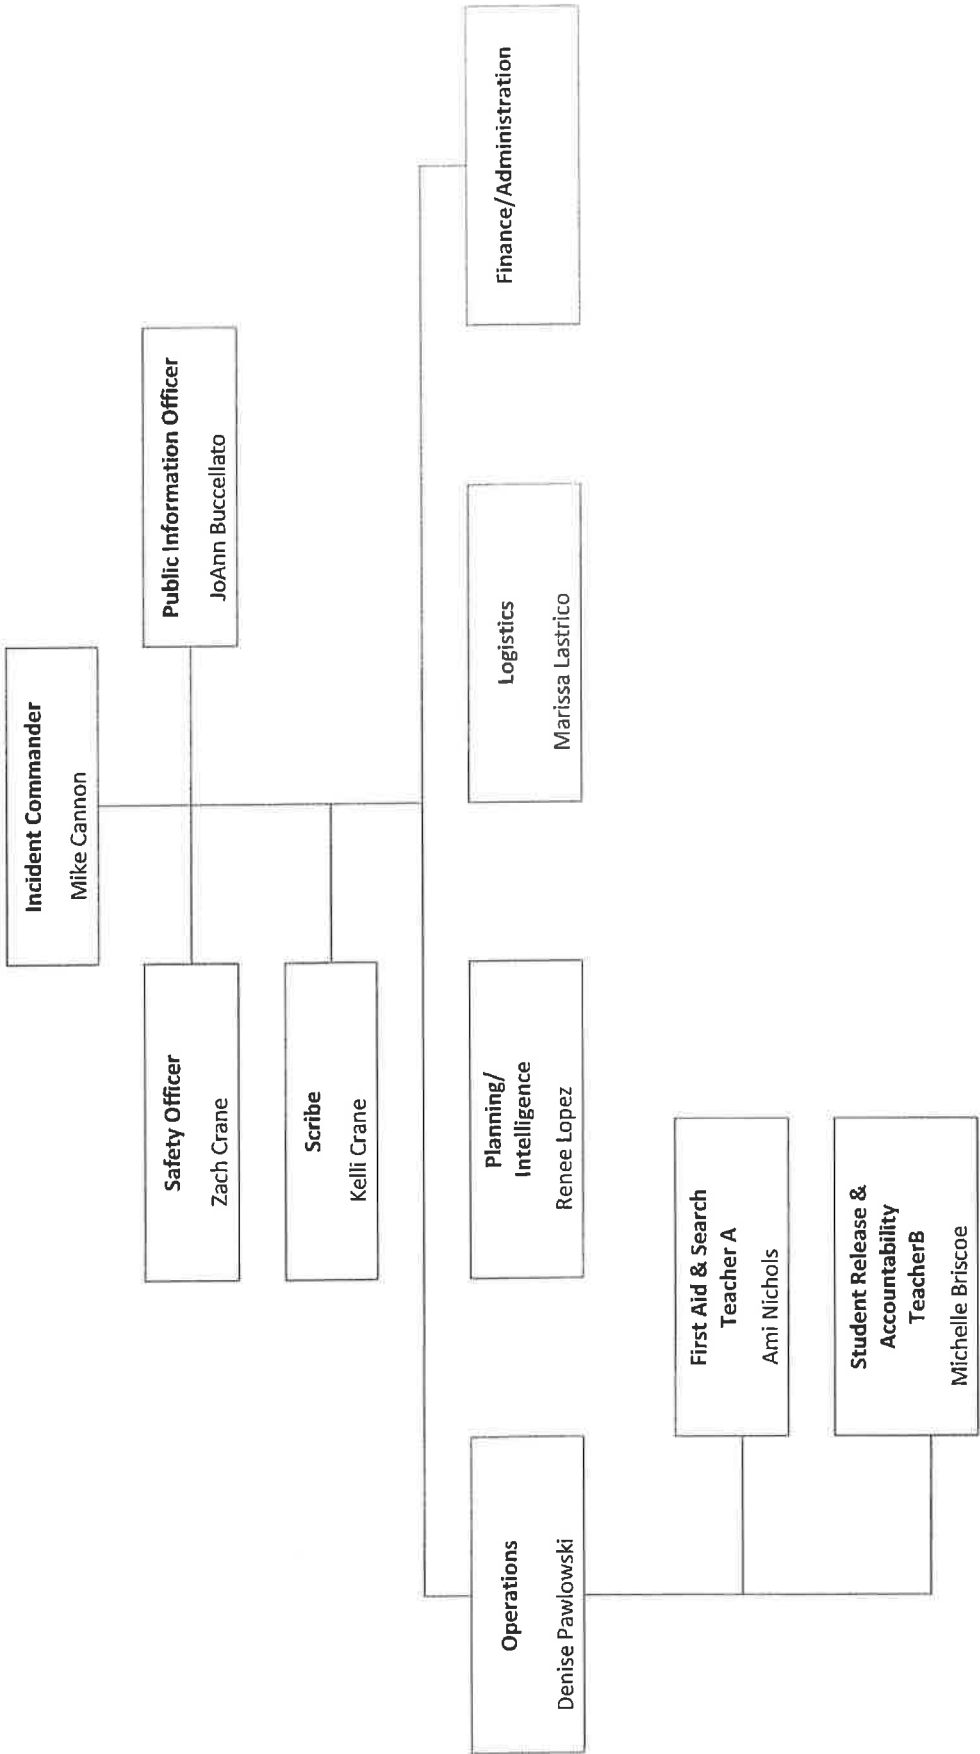 Incident Commander
Mike Cannon
Safety Officer
Zach Crane
Public Information Officer
JoAnn Buccellato
Scribe
Kelli Crane
Operations
Denise Pawlowski
Planning/
Intelligence
Renee Lopez
Logistics
Marissa Lastrico
Finance/Administration
First Aid & Search
Teacher A
Ami Nichols
Student Release &
Accountability
TeacherB
Michelle Briscoe